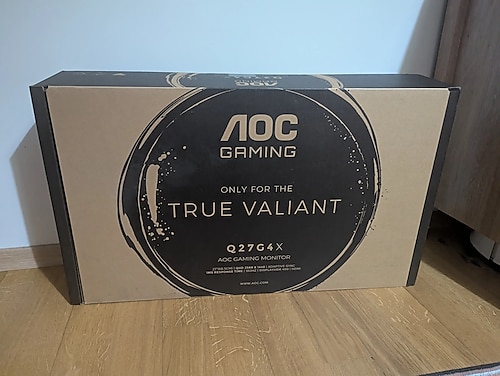 AOC
GAMING
ONLY FOR THE
TRUE VALIANT
Q27G4X
AOC GAMING MONITOR
WWW.AOC.COM